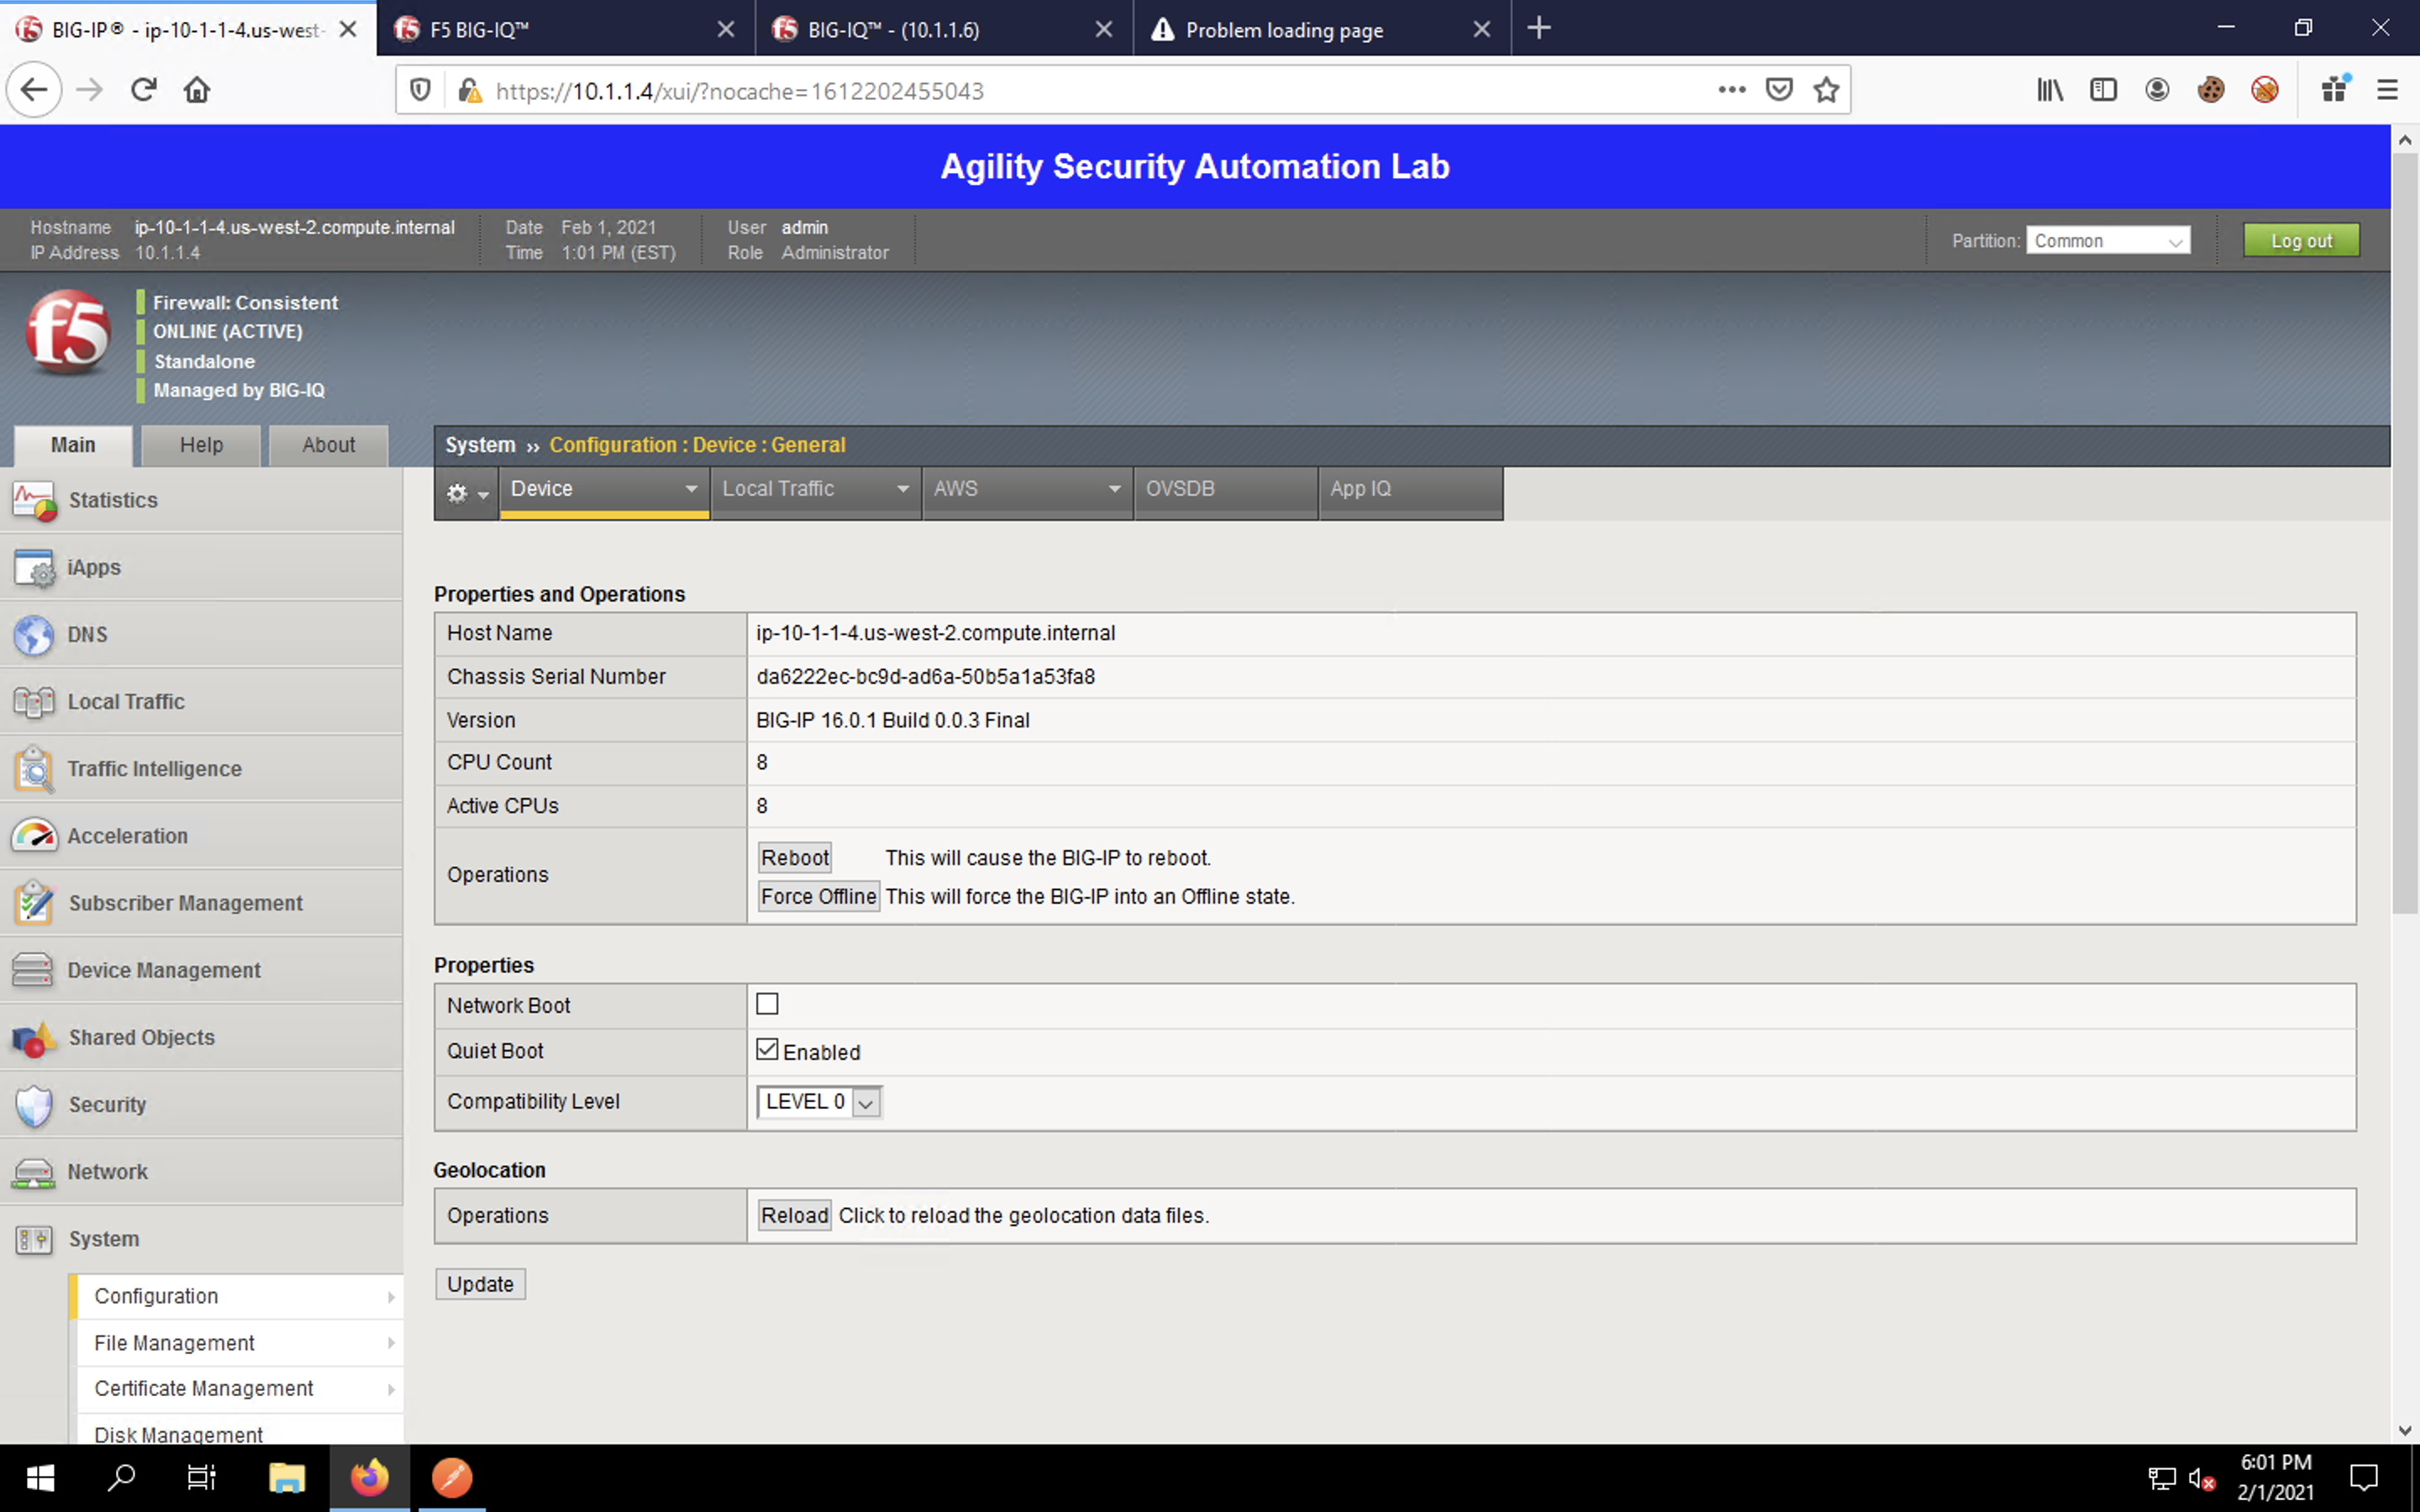 BIG-IP® - ip-10-1-1-4.us-west-
F5 BIG-IQ™
BIG-IQ™ - (10.1.1.6)
Problem loading page
https://10.1.1.4/xui/?nocache=1612202455043
Agility Security Automation Lab
Hostname ip-10-1-1-4.us-west-2.compute.internal
IP Address 10.1.1.4
Date Feb 1, 2021
Time 1:01 PM (EST)
User admin
Role Administrator
Partition: Common
Log out
f5
Firewall: Consistent
ONLINE (ACTIVE)
Standalone
Managed by BIG-IQ
Main Help About
System ›› Configuration : Device : General
Device Local Traffic AWS OVSDB App IQ
Statistics
iApps
DNS
Local Traffic
Traffic Intelligence
Acceleration
Subscriber Management
Device Management
Shared Objects
Security
Network
System
Configuration
File Management
Certificate Management
Disk Management
Properties and Operations
Host Name ip-10-1-1-4.us-west-2.compute.internal
Chassis Serial Number da6222ec-bc9d-ad6a-50b5a1a53fa8
Version BIG-IP 16.0.1 Build 0.0.3 Final
CPU Count 8
Active CPUs 8
Operations
Reboot This will cause the BIG-IP to reboot.
Force Offline This will force the BIG-IP into an Offline state.
Properties
Network Boot
Quiet Boot Enabled
Compatibility Level LEVEL 0
Geolocation
Operations Reload Click to reload the geolocation data files.
Update
6:01 PM
2/1/2021